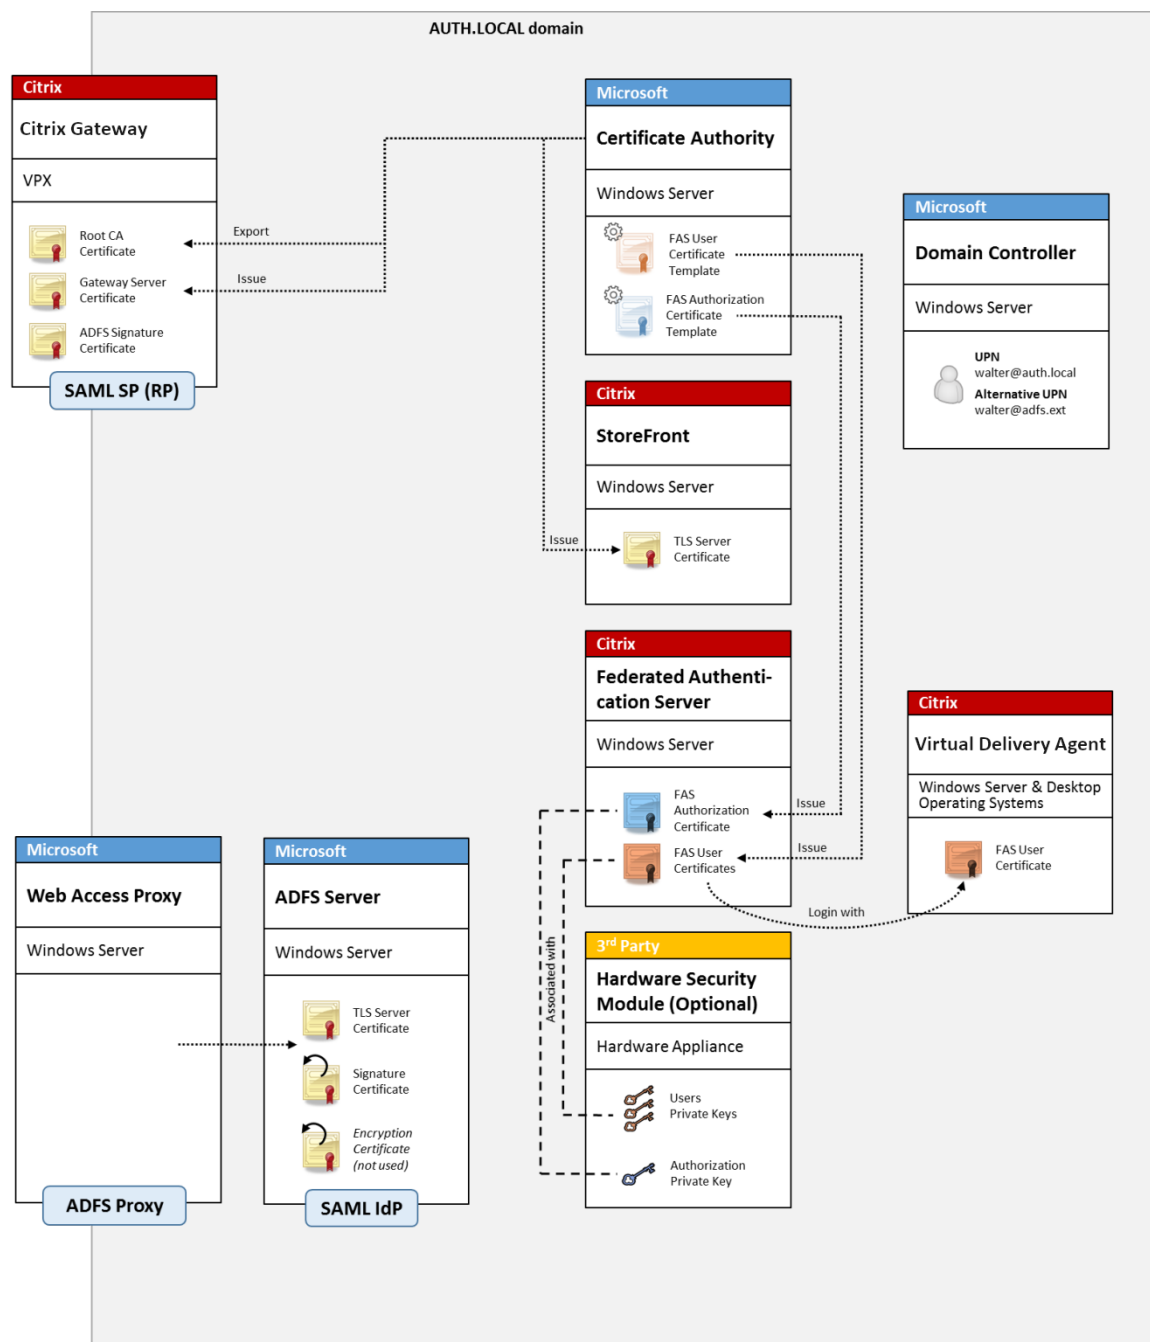 AUTH.LOCAL domain
Citrix
Citrix Gateway
VPX
Root CA
Certificate
Gateway Server
Certificate
ADFS Signature
Certificate
SAML SP (RP)
Export
Issue
Microsoft
Certificate Authority
Windows Server
FAS User
Certificate
Template
FAS Authorization
Certificate
Template
Microsoft
Domain Controller
Windows Server
UPN
walter@auth.local
Alternative UPN
walter@adfs.ext
Citrix
StoreFront
Windows Server
Issue
TLS Server
Certificate
Citrix
Federated Authenti-
cation Server
Windows Server
FAS
Authorization
Certificate
FAS User
Certificates
Issue
Issue
Citrix
Virtual Delivery Agent
Windows Server & Desktop
Operating Systems
FAS User
Certificate
Login with
Associated with
3rd Party
Hardware Security
Module (Optional)
Hardware Appliance
Users
Private Keys
Authorization
Private Key
Microsoft
Web Access Proxy
Windows Server
ADFS Proxy
Microsoft
ADFS Server
Windows Server
TLS Server
Certificate
Signature
Certificate
Encryption
Certificate
(not used)
SAML IdP